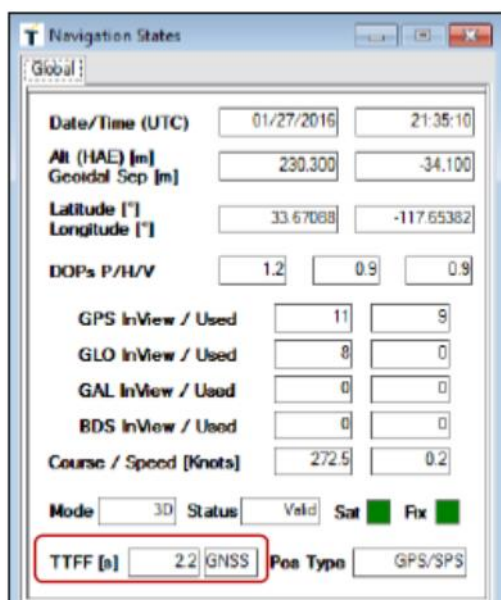 Navigation States
Global
Date/Time (UTC) 01/27/2016 21:35:10
Alt (HAE) [m]
Geoidal Sep [m] 230.300 -34.100
Latitude [°]
Longitude [°] 33.67088 -117.65382
DOPs P/H/V 1.2 0.9 0.9
GPS InView / Used 11 9
GLO InView / Used 8 0
GAL InView / Used 0 0
BDS InView / Used 0 0
Course / Speed [Knots] 272.5 0.2
Mode 3D Status Valid Sat Fix
TTFF [s] 2.2 GNSS Pos Type GPS/SPS